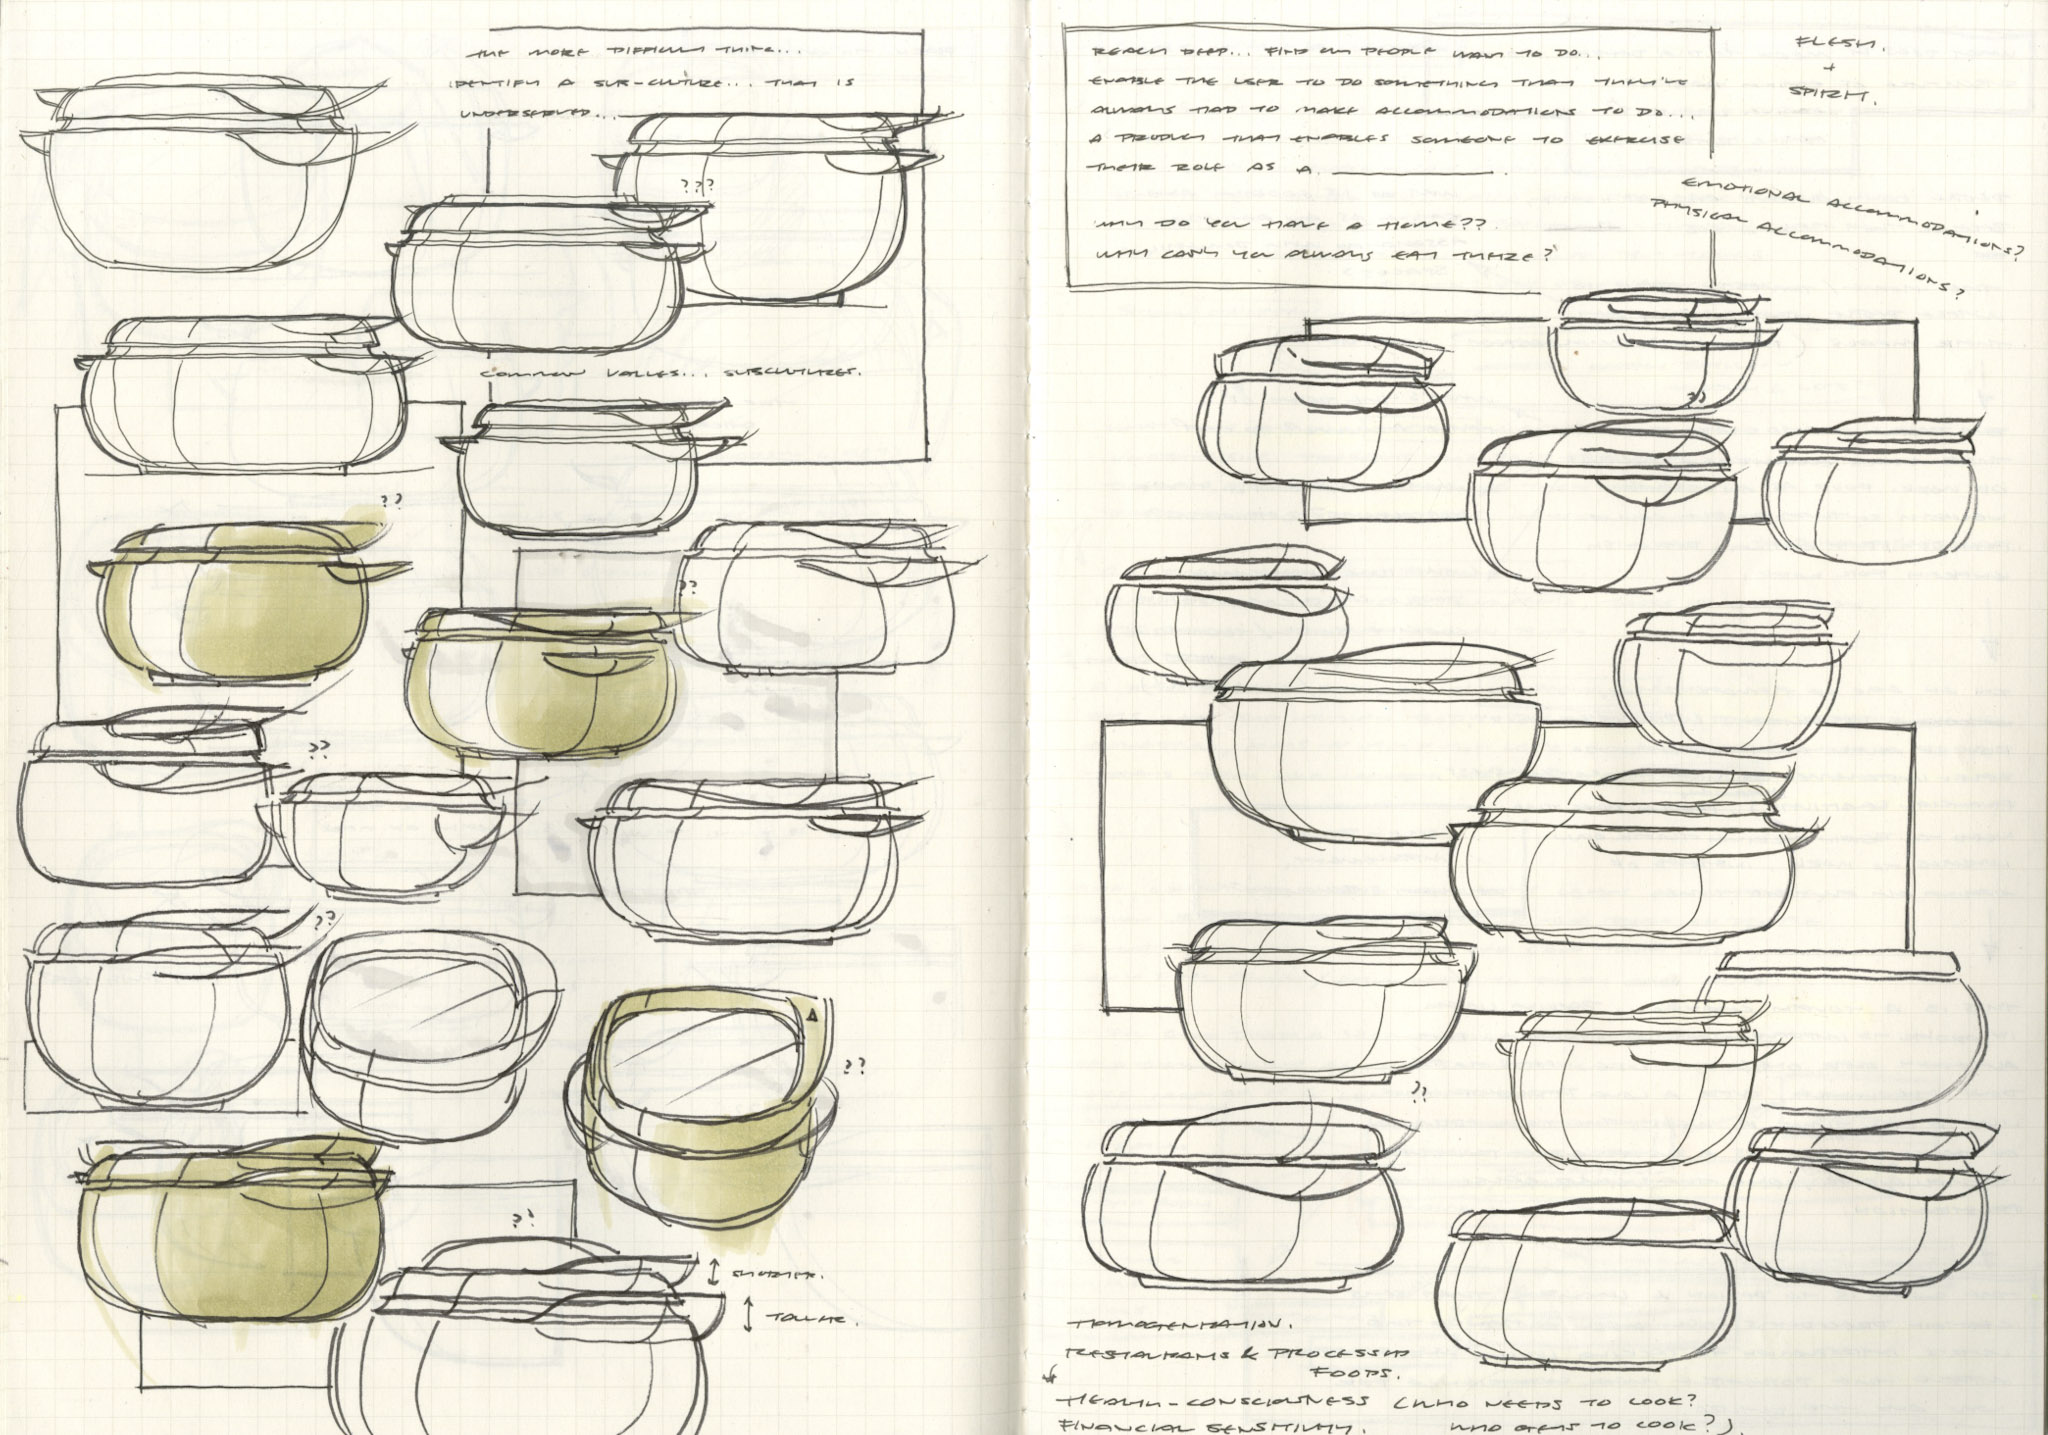 THE MORE DIFFICULT THING...
IDENTIFY A SUB-CULTURE... THAT IS
UNDERSERVED...
???
COMMON VALUES... SUBCULTURES.
??
??
??
??
??
??
SHORTER.
TALLER.
REACH DEEP... FIND PEOPLE WANT TO DO...
ENABLE THE USER TO DO SOMETHING THAT THEY'VE
ALWAYS HAD TO MAKE ACCOMMODATIONS TO DO...
A PRODUCT THAT ENABLES SOMEONE TO EXERCISE
THEIR ROLE AS A ________.
WHY DO YOU HAVE A HOME??
WHY CAN'T YOU ALWAYS EAT THERE?
FLESH.
+
SPIRIT.
EMOTIONAL ACCOMMODATIONS?
PHYSICAL ACCOMMODATIONS?
??
??
HOMOGENIZATION.
RESTAURANTS & PROCESSED
FOODS.
HEALTH-CONSCIOUSNESS (WHO NEEDS TO COOK?
FINANCIAL SENSITIVITY. WHO GETS TO COOK?).